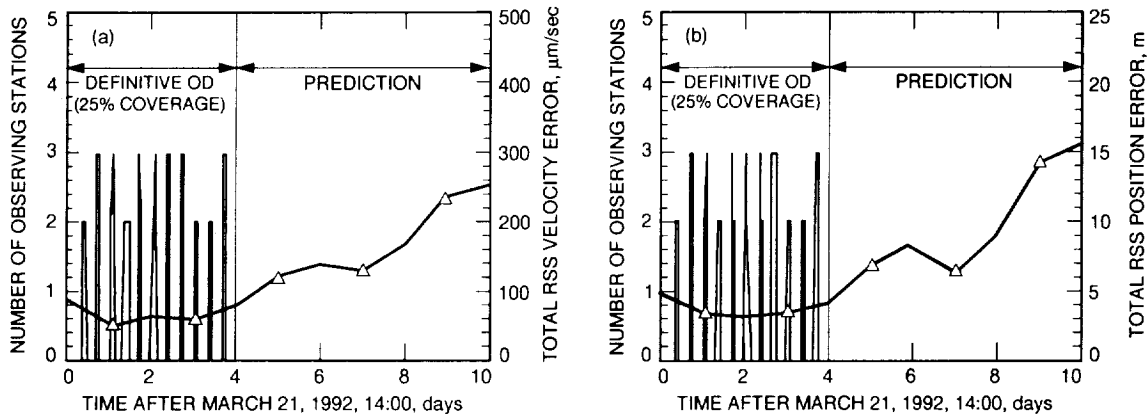 (a)
NUMBER OF OBSERVING STATIONS
5
4
3
2
1
0
DEFINITIVE OD
(25% COVERAGE)
PREDICTION
500
400
300
200
100
0
TOTAL RSS VELOCITY ERROR, μm/sec
0 2 4 6 8 10
TIME AFTER MARCH 21, 1992, 14:00, days
(b)
NUMBER OF OBSERVING STATIONS
5
4
3
2
1
0
DEFINITIVE OD
(25% COVERAGE)
PREDICTION
25
20
15
10
5
0
TOTAL RSS POSITION ERROR, m
0 2 4 6 8 10
TIME AFTER MARCH 21, 1992, 14:00, days